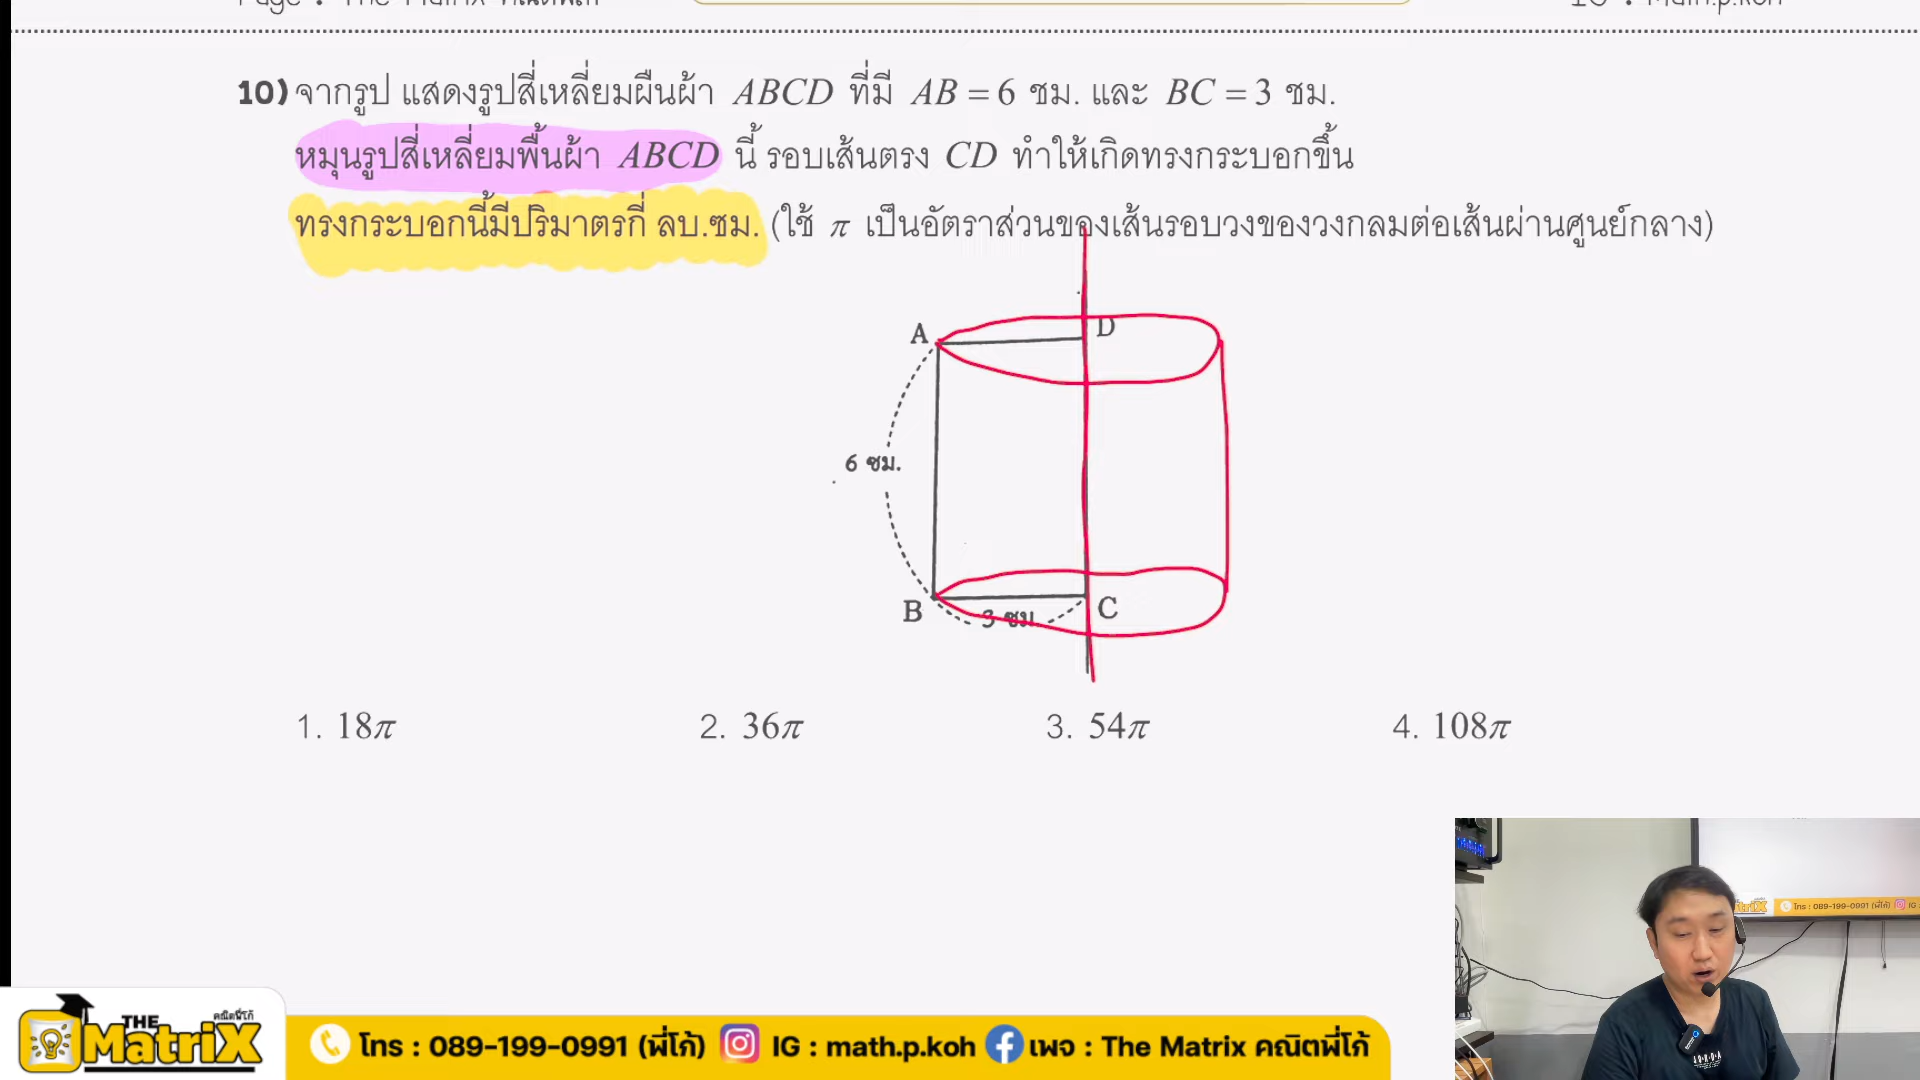 10) จากรูป แสดงรูปสี่เหลี่ยมผืนผ้า ABCD ที่มี AB = 6 ซม. และ BC = 3 ซม.
หมุนรูปสี่เหลี่ยมพื้นผ้า ABCD นี้ รอบเส้นตรง CD ทำให้เกิดทรงกระบอกขึ้น
ทรงกระบอกนี้มีปริมาตรกี่ ลบ.ซม. (ใช้ π เป็นอัตราส่วนของเส้นรอบวงของวงกลมต่อเส้นผ่านศูนย์กลาง)
A D
6 ซม.
B 3 ซม C
1. 18π 2. 36π 3. 54π 4. 108π
THE MatriX คณิตพี่โก้
โทร : 089-199-0991 (พี่โก้) IG : math.p.koh เพจ : The Matrix คณิตพี่โก้